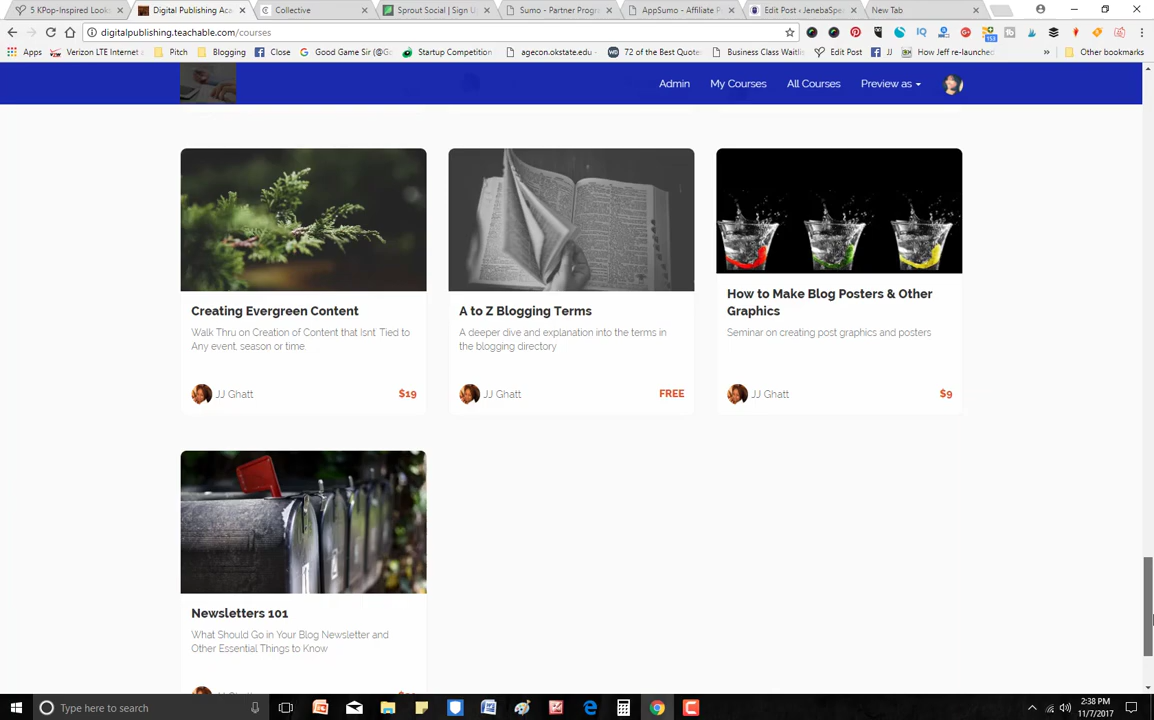 5 KPop-Inspired Looks
Digital Publishing Aca
Collective
Sprout Social | Sign U
Sumo - Partner Progr
AppSumo - Affiliate P
Edit Post ‹ JenebaSpe
New Tab
digitalpublishing.teachable.com/courses
Apps
Verizon LTE Internet
Pitch
Blogging
Close
Good Game Sir (@Go
Startup Competition
agecon.okstate.edu -
72 of the Best Quote
Business Class Waitlis
Edit Post
JJ
How Jeff re-launched
»
Other bookmarks
Admin
My Courses
All Courses
Preview as
Creating Evergreen Content
Walk Thru on Creation of Content that Isnt Tied to
Any event, season or time.
JJ Ghatt
$19
A to Z Blogging Terms
A deeper dive and explanation into the terms in
the blogging directory
JJ Ghatt
FREE
How to Make Blog Posters & Other
Graphics
Seminar on creating post graphics and posters
JJ Ghatt
$9
Newsletters 101
What Should Go in Your Blog Newsletter and
Other Essential Things to Know
Type here to search
2:38 PM
11/7/2017